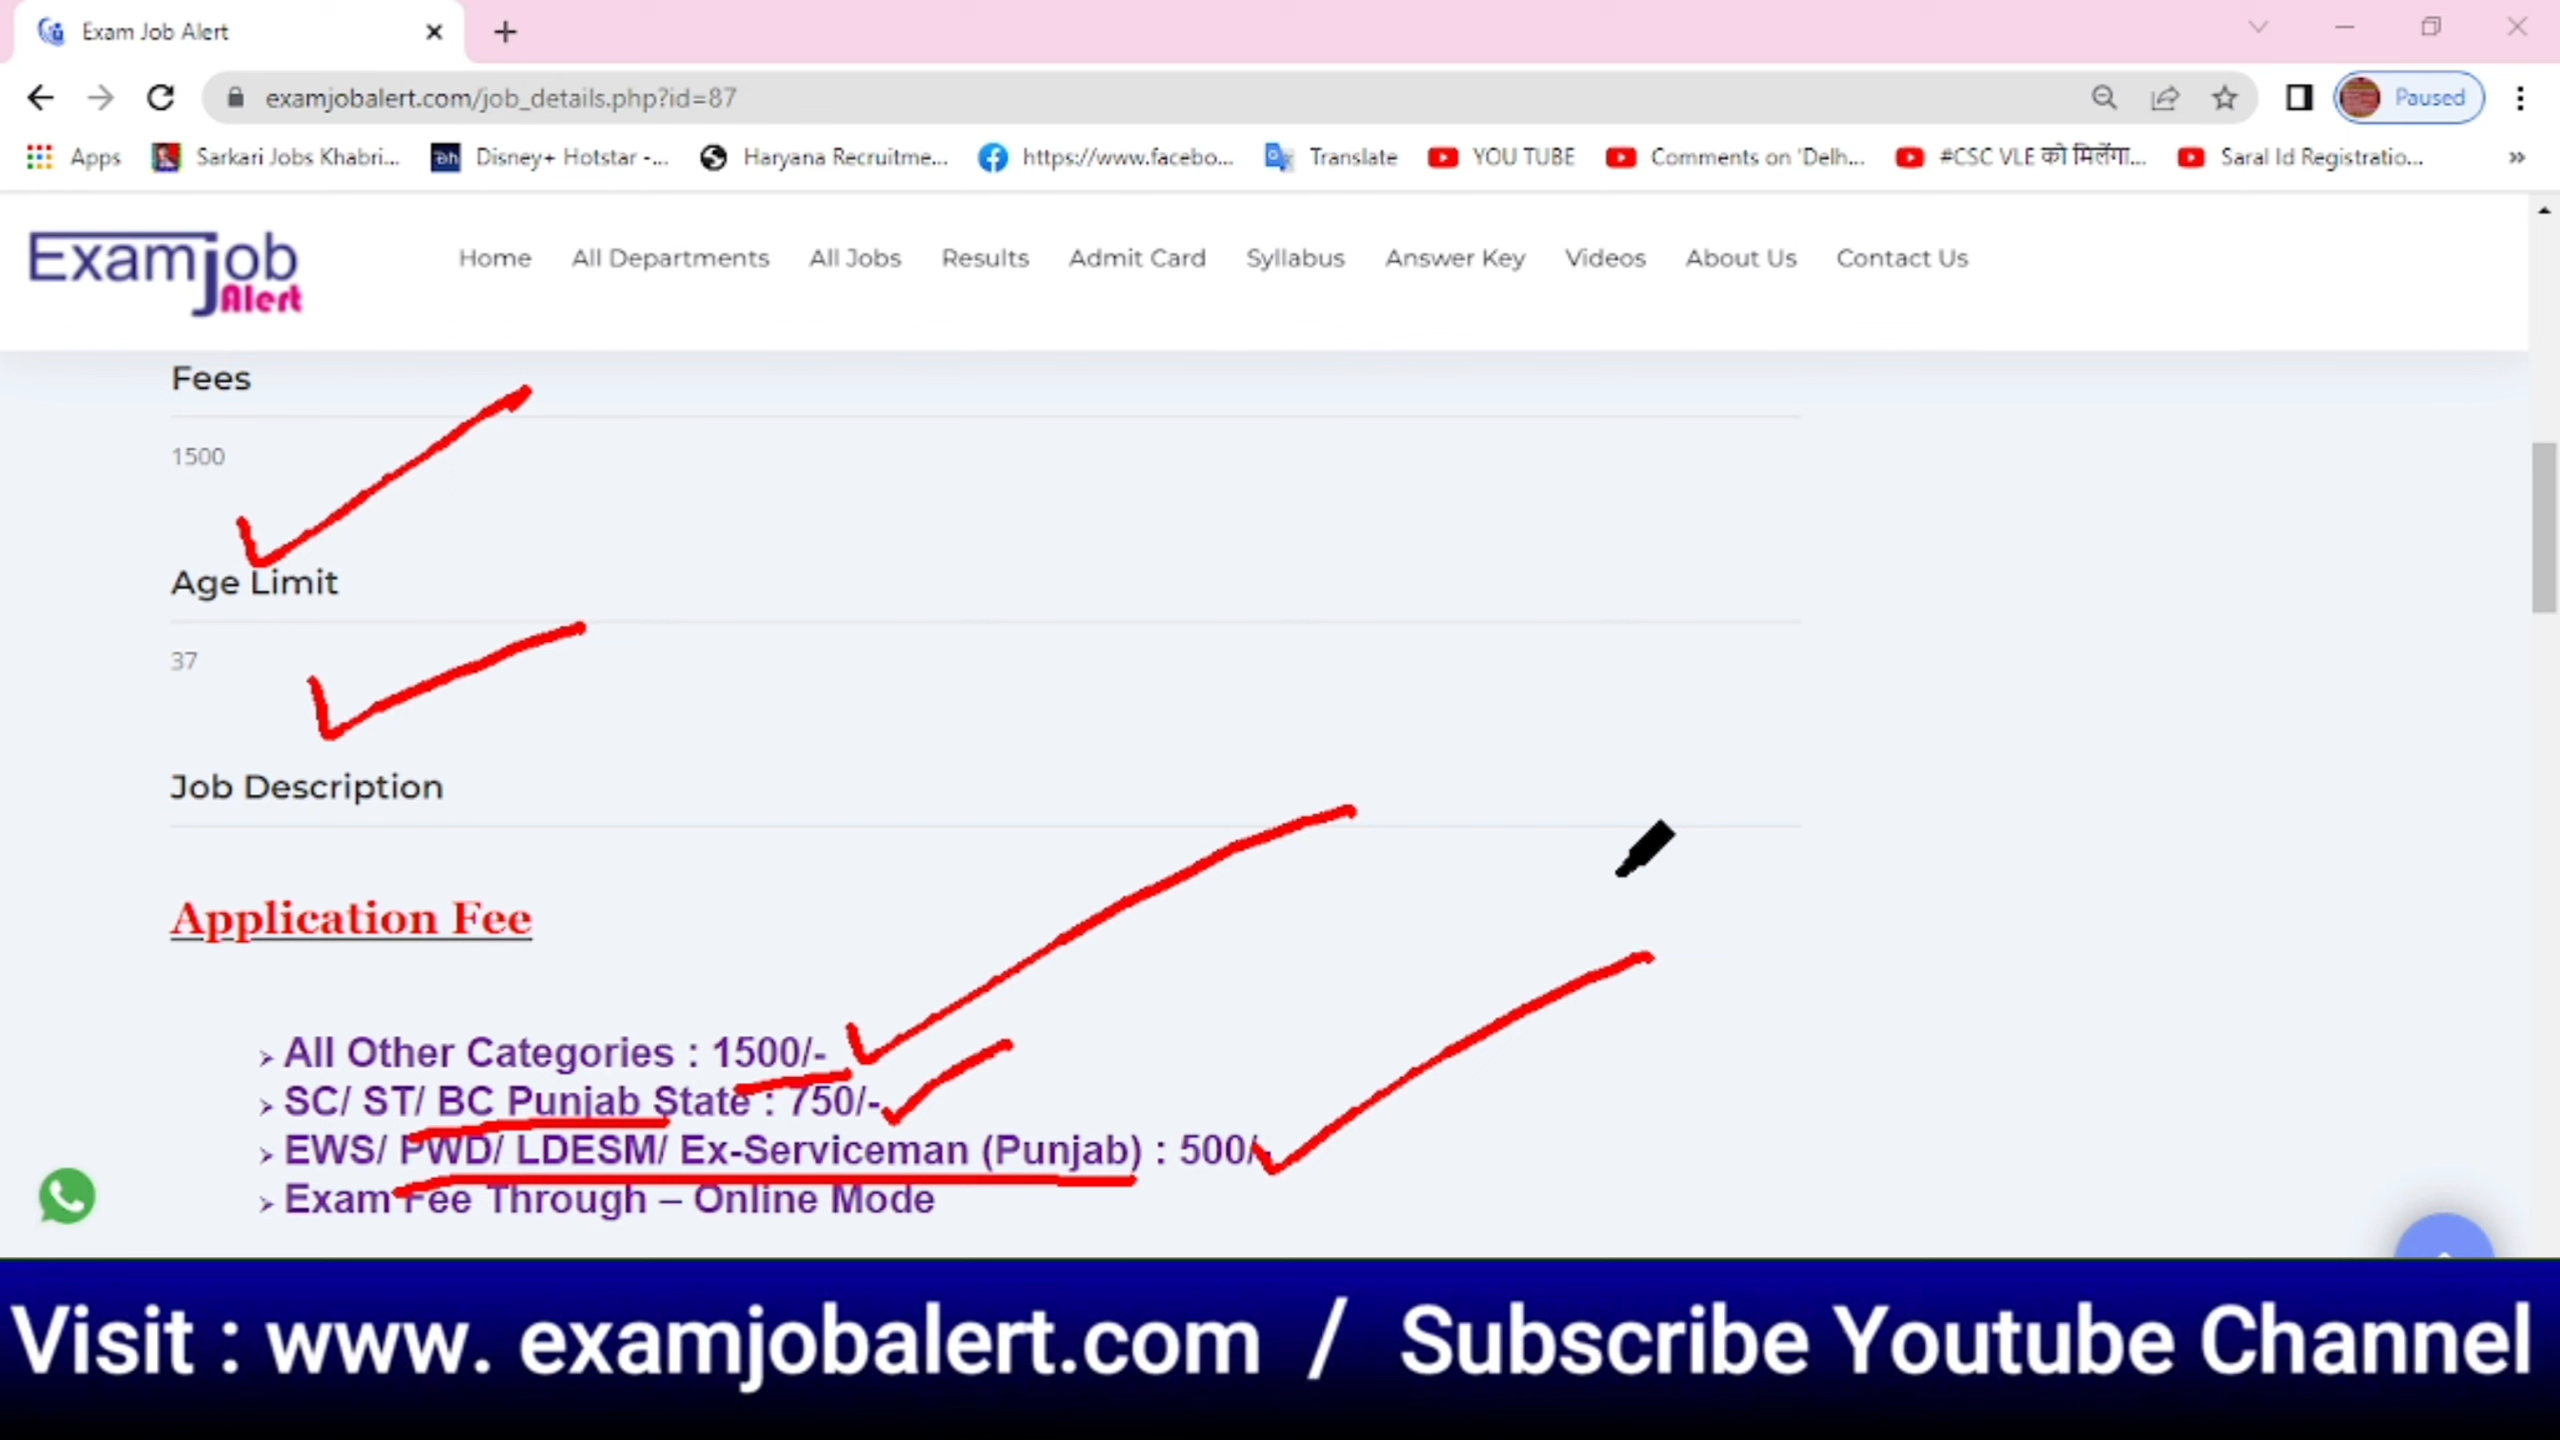 Exam Job Alert
examjobalert.com/job_details.php?id=87
Paused
Apps Sarkari Jobs Khabri... Disney+ Hotstar -... Haryana Recruitme... https://www.facebo... Translate YOU TUBE Comments on 'Delh... #CSC VLE को मिलेंगा... Saral Id Registratio... »
Examjob Alert
Home All Departments All Jobs Results Admit Card Syllabus Answer Key Videos About Us Contact Us
Fees
1500
Age Limit
37
Job Description
Application Fee
All Other Categories : 1500/-
SC/ ST/ BC Punjab State : 750/-
EWS/ PWD/ LDESM/ Ex-Serviceman (Punjab) : 500/-
Exam Fee Through – Online Mode
Visit : www. examjobalert.com / Subscribe Youtube Channel